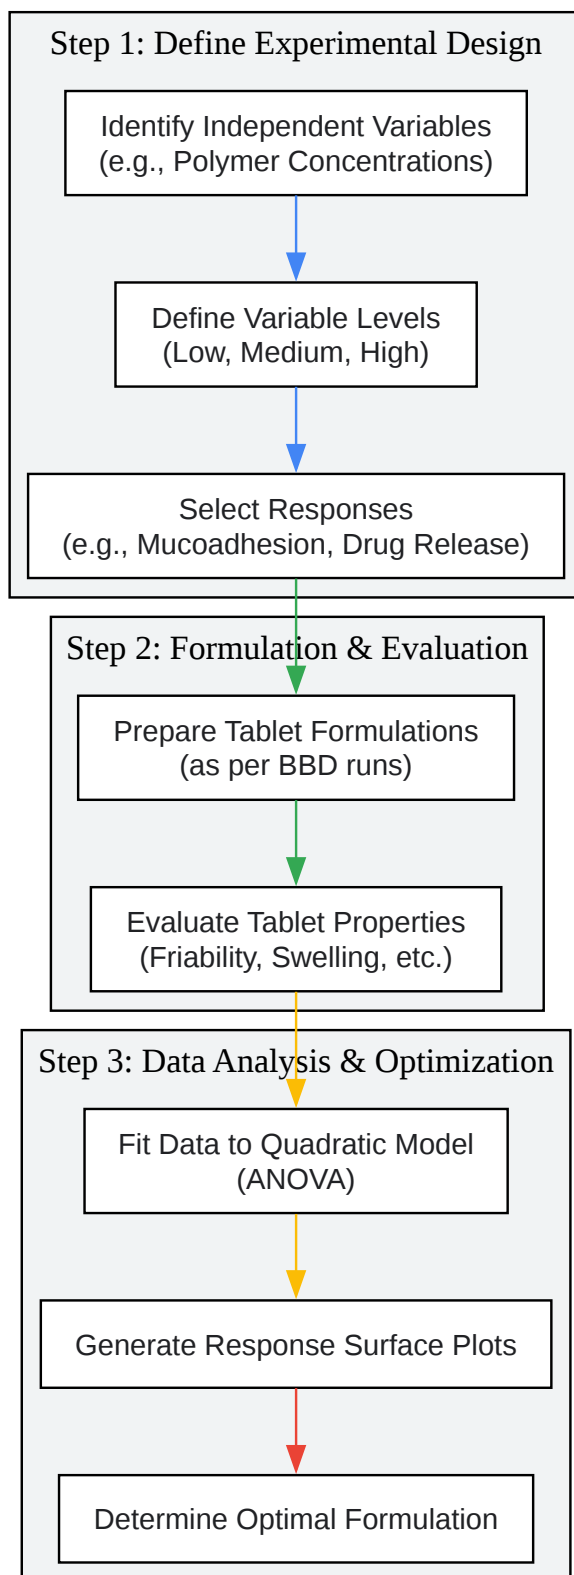 Step 1: Define Experimental Design
Identify Independent Variables
(e.g., Polymer Concentrations)
Define Variable Levels
(Low, Medium, High)
Select Responses
(e.g., Mucoadhesion, Drug Release)
Step 2: Formulation & Evaluation
Prepare Tablet Formulations
(as per BBD runs)
Evaluate Tablet Properties
(Friability, Swelling, etc.)
Step 3: Data Analysis & Optimization
Fit Data to Quadratic Model
(ANOVA)
Generate Response Surface Plots
Determine Optimal Formulation